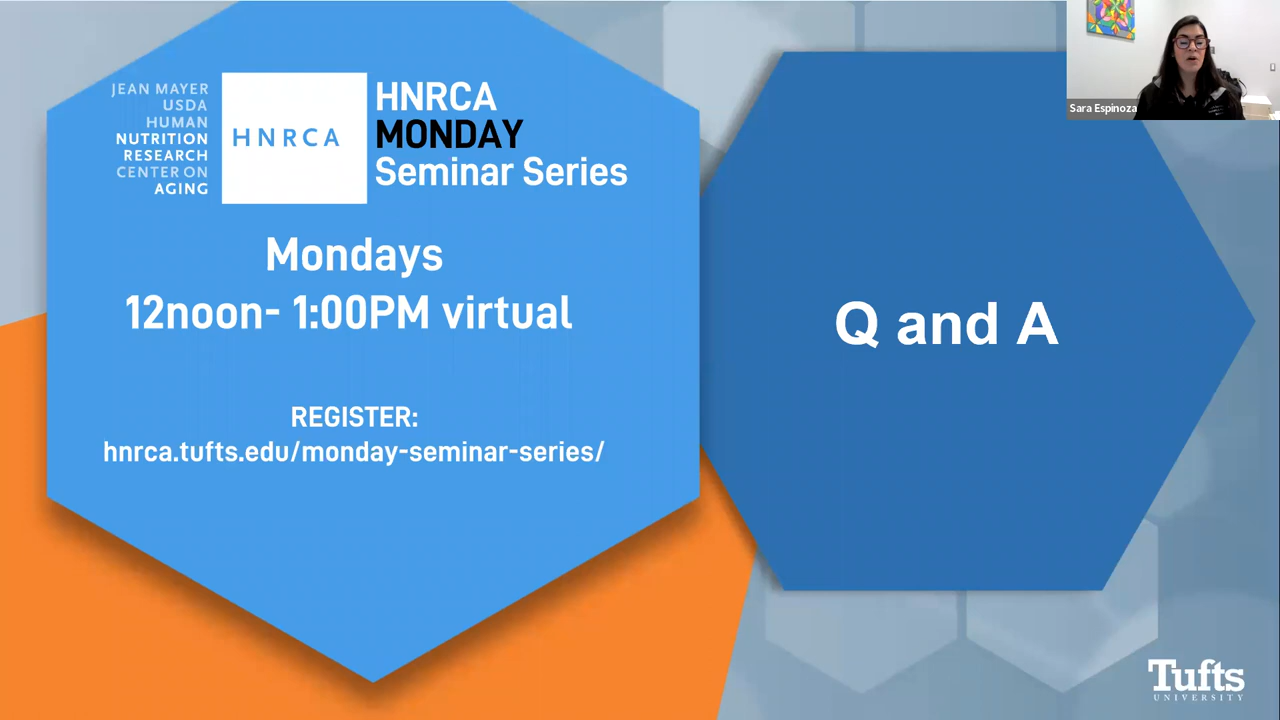 JEAN MAYER
USDA
HUMAN
NUTRITION
RESEARCH
CENTER ON
AGING
HNRCA
HNRCA
MONDAY
Seminar Series
Mondays
12noon- 1:00PM virtual
REGISTER:
hnrca.tufts.edu/monday-seminar-series/
Q and A
Sara Espinoza
Tufts
UNIVERSITY